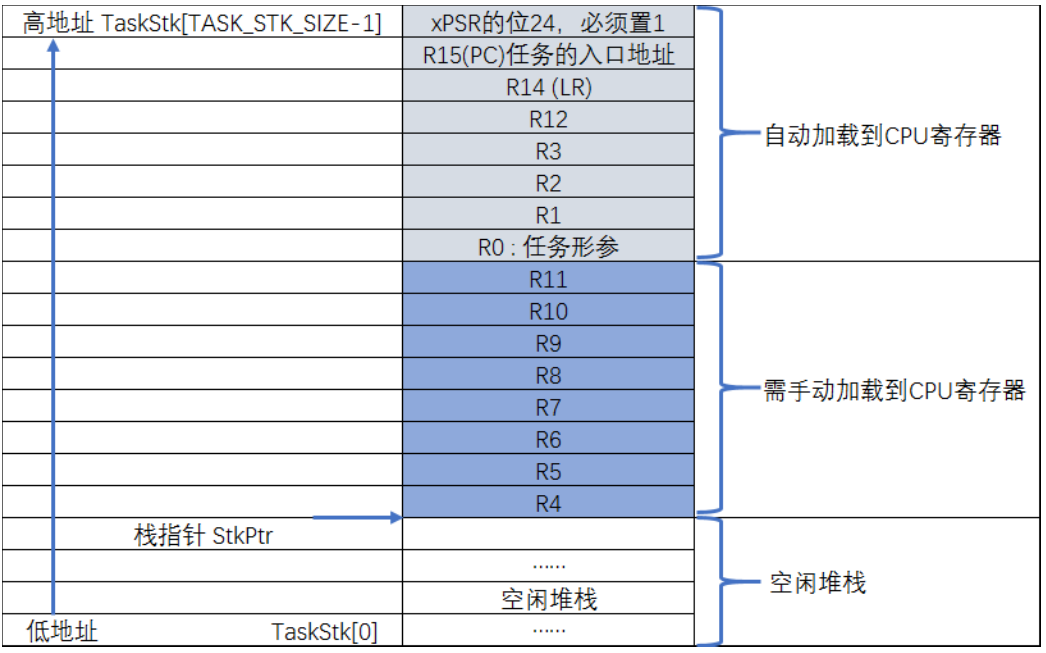 高地址 TaskStk[TASK_STK_SIZE-1]
xPSR的位24，必须置1
R15(PC)任务的入口地址
R14 (LR)
R12
R3
R2
R1
R0 : 任务形参
自动加载到CPU寄存器
R11
R10
R9
R8
R7
R6
R5
R4
需手动加载到CPU寄存器
栈指针 StkPtr
……
空闲堆栈
……
空闲堆栈
低地址 TaskStk[0]